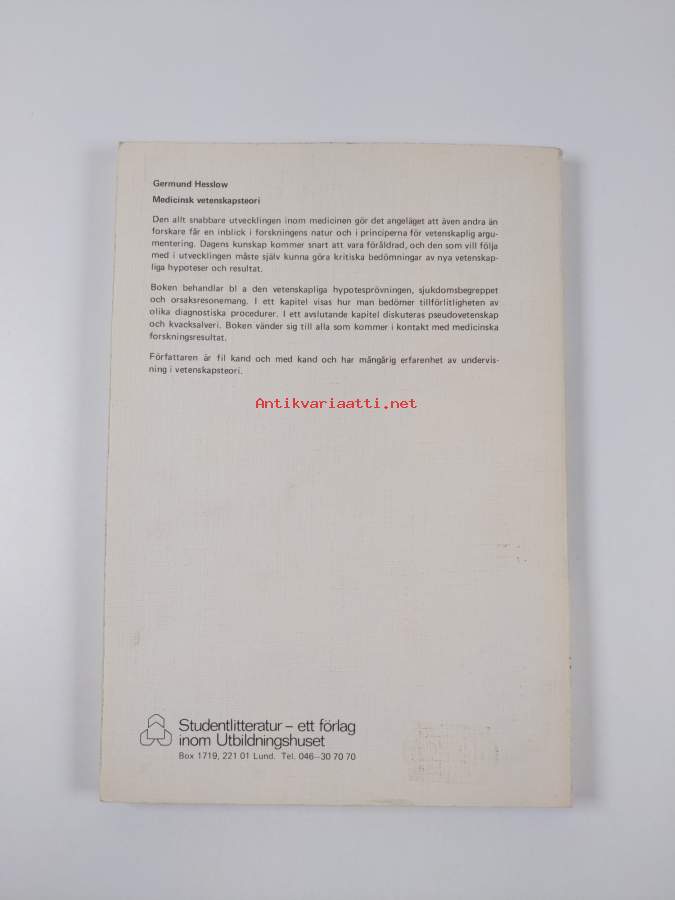 Germund Hesslow
Medicinsk vetenskapsteori
Den allt snabbare utvecklingen inom medicinen gör det angeläget att även andra än
forskare får en inblick i forskningens natur och i principerna för vetenskaplig argu-
mentering. Dagens kunskap kommer snart att vara föråldrad, och den som vill följa
med i utvecklingen måste själv kunna göra kritiska bedömningar av nya vetenskap-
liga hypoteser och resultat.
Boken behandlar bl a den vetenskapliga hypotesprövningen, sjukdomsbegreppet
och orsaksresonemang. I ett kapitel visas hur man bedömer tillförlitligheten av
olika diagnostiska procedurer. I ett avslutande kapitel diskuteras pseudovetenskap
och kvacksalveri. Boken vänder sig till alla som kommer i kontakt med medicinska
forskningsresultat.
Författaren är fil kand och med kand och har mångårig erfarenhet av undervis-
ning i vetenskapsteori.
Antikvariaatti.net
Studentlitteratur – ett förlag
inom Utbildningshuset
Box 1719, 221 01 Lund. Tel. 046–30 70 70